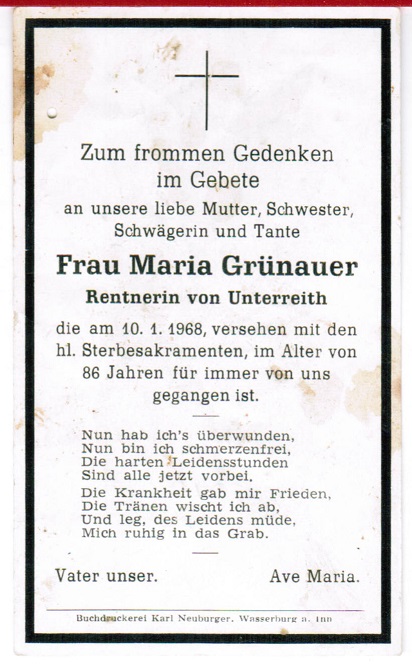 Zum frommen Gedenken
im Gebete
an unsere liebe Mutter, Schwester,
Schwägerin und Tante
Frau Maria Grünauer
Rentnerin von Unterreith
die am 10. 1. 1968, versehen mit den
hl. Sterbesakramenten, im Alter von
86 Jahren für immer von uns
gegangen ist.
Nun hab ich's überwunden,
Nun bin ich schmerzenfrei,
Die harten Leidensstunden
Sind alle jetzt vorbei.
Die Krankheit gab mir Frieden,
Die Tränen wischt ich ab,
Und leg, des Leidens müde,
Mich ruhig in das Grab.
Vater unser. Ave Maria.
Buchdruckerei Karl Neuburger, Wasserburg a. Inn